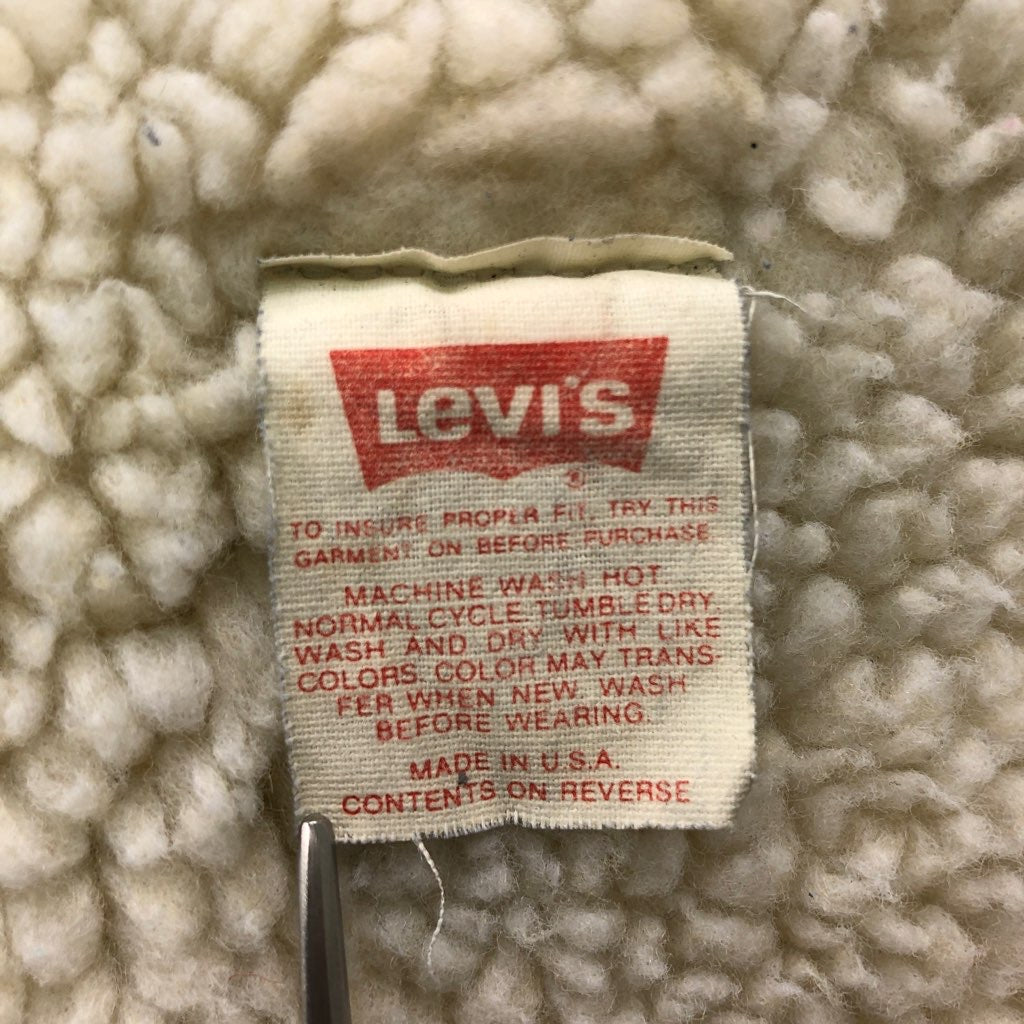 Levi's
®
TO INSURE PROPER FIT, TRY THIS
GARMENT ON BEFORE PURCHASE.
MACHINE WASH HOT.
NORMAL CYCLE. TUMBLE DRY.
WASH AND DRY WITH LIKE
COLORS. COLOR MAY TRANS-
FER WHEN NEW. WASH
BEFORE WEARING.
MADE IN U.S.A.
CONTENTS ON REVERSE